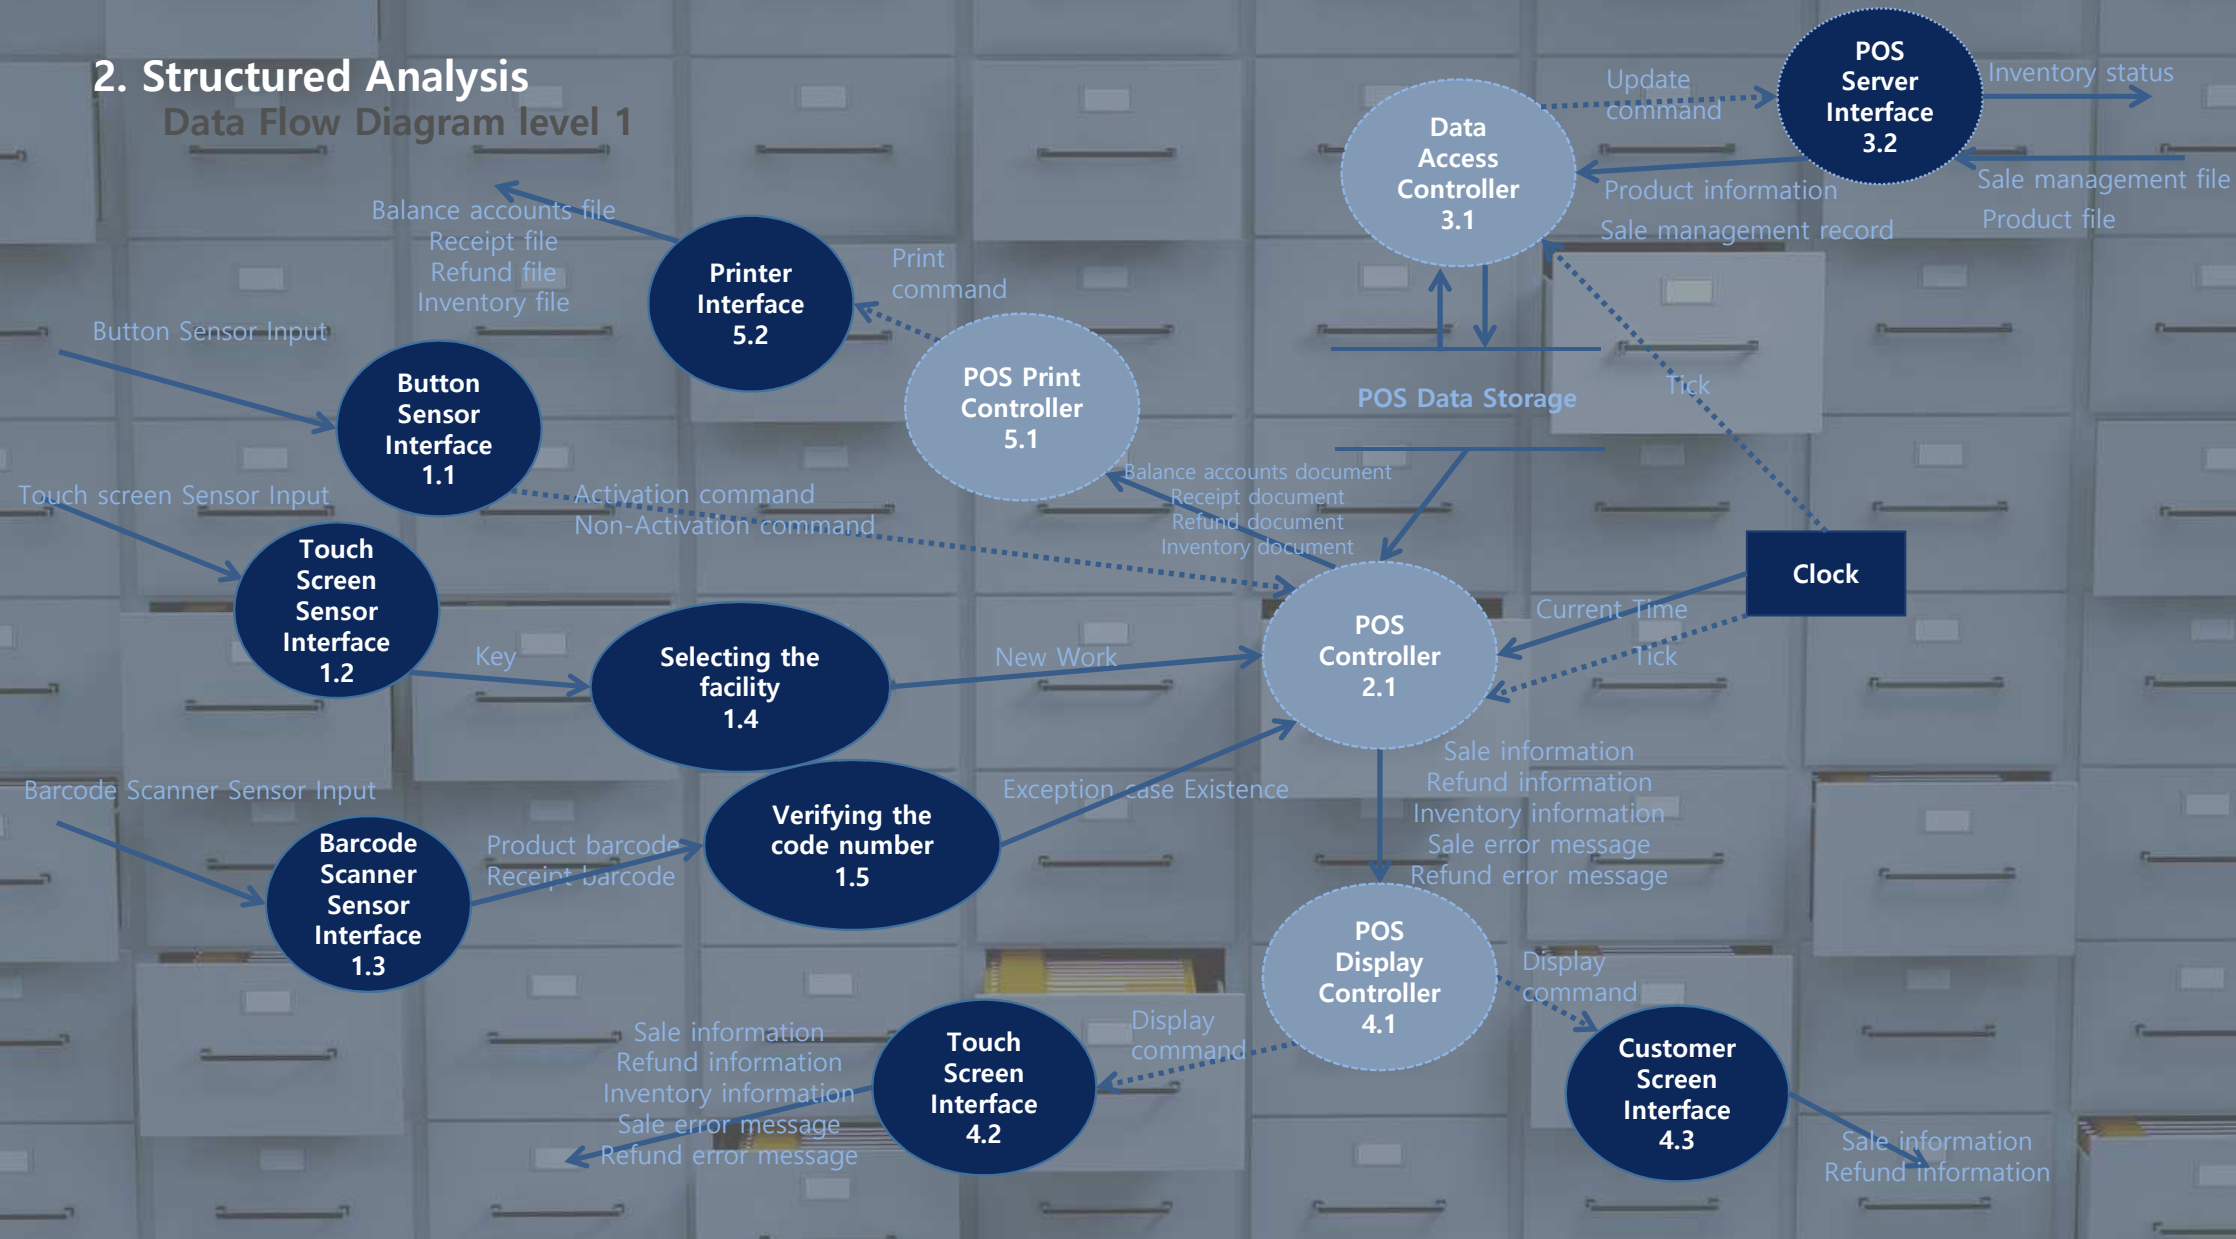 2. Structured Analysis
Data Flow Diagram level 1
POS
Server
Interface
3.2
Inventory status
Update
command
Data
Access
Controller
3.1
Product information
Sale management record
Sale management file
Product file
Balance accounts file
Receipt file
Refund file
Inventory file
Printer
Interface
5.2
Print
command
POS Print
Controller
5.1
Button Sensor Input
Button
Sensor
Interface
1.1
POS Data Storage
Tick
Touch screen Sensor Input
Activation command
Non-Activation command
Balance accounts document
Receipt document
Refund document
Inventory document
Touch
Screen
Sensor
Interface
1.2
Key
Selecting the
facility
1.4
New Work
POS
Controller
2.1
Clock
Current Time
Tick
Barcode Scanner Sensor Input
Barcode
Scanner
Sensor
Interface
1.3
Product barcode
Receipt barcode
Verifying the
code number
1.5
Exception case Existence
Sale information
Refund information
Inventory information
Sale error message
Refund error message
POS
Display
Controller
4.1
Display
command
Display
command
Sale information
Refund information
Inventory information
Sale error message
Refund error message
Touch
Screen
Interface
4.2
Customer
Screen
Interface
4.3
Sale information
Refund information